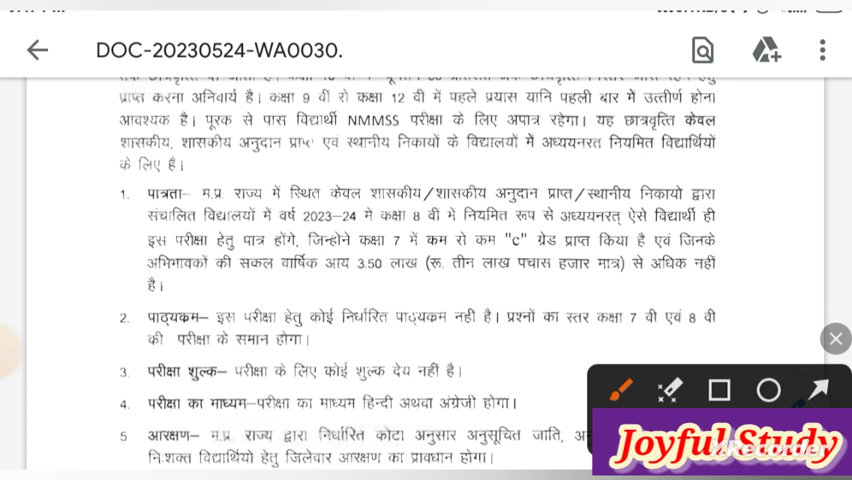 DOC-20230524-WA0030.
प्राप्त करना अनिवार्य है। कक्षा 9 वीं रो कक्षा 12 वी में पहले प्रयास यानि पहली बार में उत्तीर्ण होना
आवश्यक है। पूरक से पास विद्यार्थी NMMSS परीक्षा के लिए अपात्र रहेगा। यह छात्रवृत्ति केवल
शासकीय, शासकीय अनुदान प्राप्त एवं स्थानीय निकायों के विद्यालयों में अध्ययनरत नियमित विद्यार्थियों
के लिए है।
1. पात्रता– म.प्र. राज्य में स्थित केवल शासकीय/शासकीय अनुदान प्राप्त/स्थानीय निकायो द्वारा
संचालित विद्यालयों में वर्ष 2023–24 में कक्षा 8 वी में नियमित रूप से अध्ययनरत् ऐसे विद्यार्थी ही
इस परीक्षा हेतु पात्र होंगे, जिन्होने कक्षा 7 में कम से कम "C" ग्रेड प्राप्त किया है एवं जिनके
अभिभावकों की सकल वार्षिक आय 3.50 लाख (रू. तीन लाख पचास हजार मात्र) से अधिक नहीं
है।
2. पाठ्यकम– इस परीक्षा हेतु कोई निर्धारित पाठ्यकम नही है। प्रश्नों का स्तर कक्षा 7 वी एवं 8 वी
की परीक्षा के समान होगा।
3. परीक्षा शुल्क– परीक्षा के लिए कोई शुल्क देय नहीं है।
4. परीक्षा का माध्यम–परीक्षा का माध्यम हिन्दी अथवा अंग्रेजी होगा।
5 आरक्षण– म.प्र. राज्य द्वारा निर्धारित कोटा अनुसार अनुसूचित जाति,
निःशक्त विद्यार्थियो हेतु जिलेवार आरक्षण का प्रावधान होगा।
Joyful Study